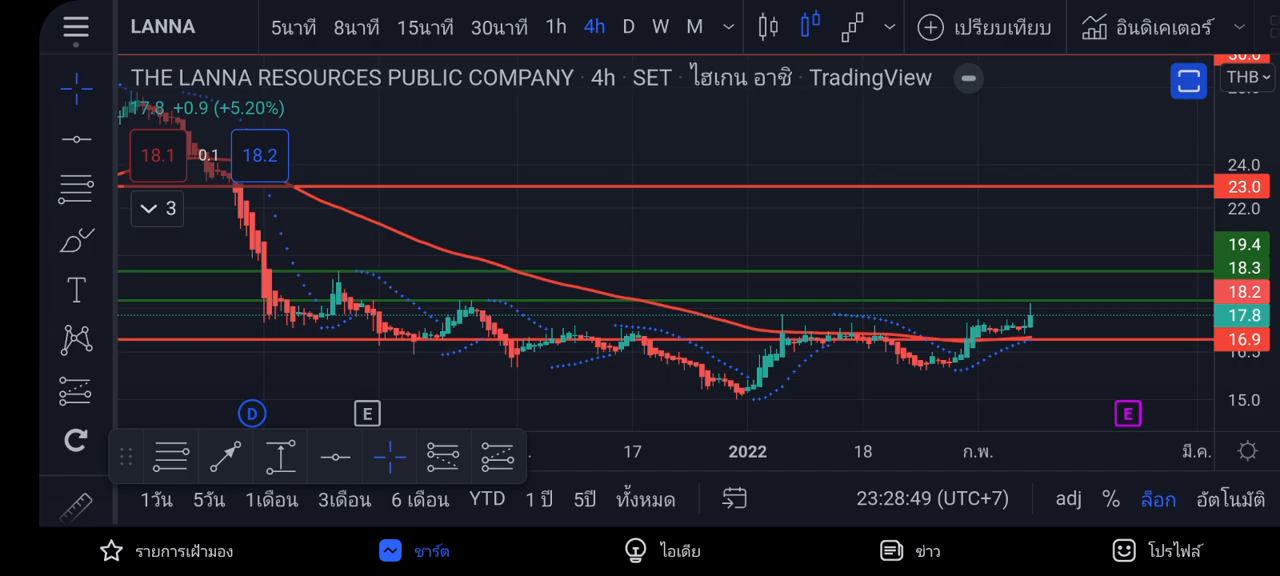 LANNA 5นาที 8นาที 15นาที 30นาที 1h 4h D W M เปรียบเทียบ อินดิเคเตอร์
THE LANNA RESOURCES PUBLIC COMPANY · 4h · SET · ไฮเกน อาชิ · TradingView
THB
17.8 +0.9 (+5.20%)
18.1 0.1 18.2
3
24.0
23.0
22.0
19.4
18.3
18.2
17.8
16.9
16.5
15.0
D E E
17 2022 18 ก.พ. มี.ค.
1วัน 5วัน 1เดือน 3เดือน 6 เดือน YTD 1 ปี 5ปี ทั้งหมด 23:28:49 (UTC+7) adj % ล็อก อัตโนมัติ
รายการเฝ้ามอง ชาร์ต ไอเดีย ข่าว โปรไฟล์